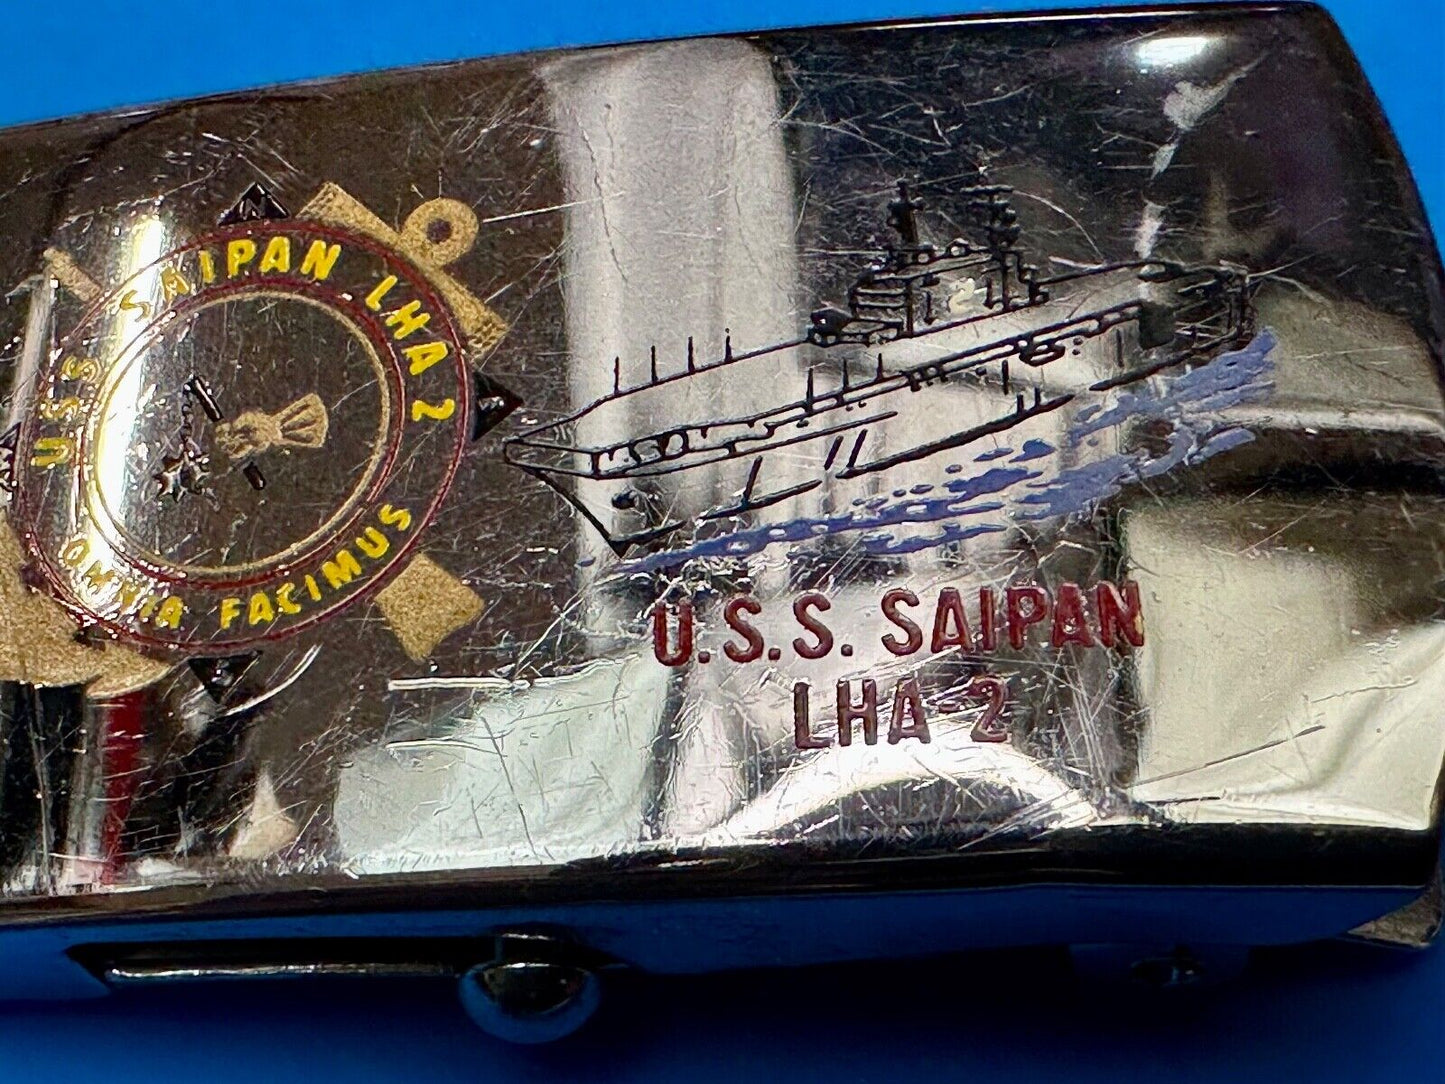 N
USS SAIPAN LHA 2
OMNIA FACIMUS
U.S.S. SAIPAN
LHA-2